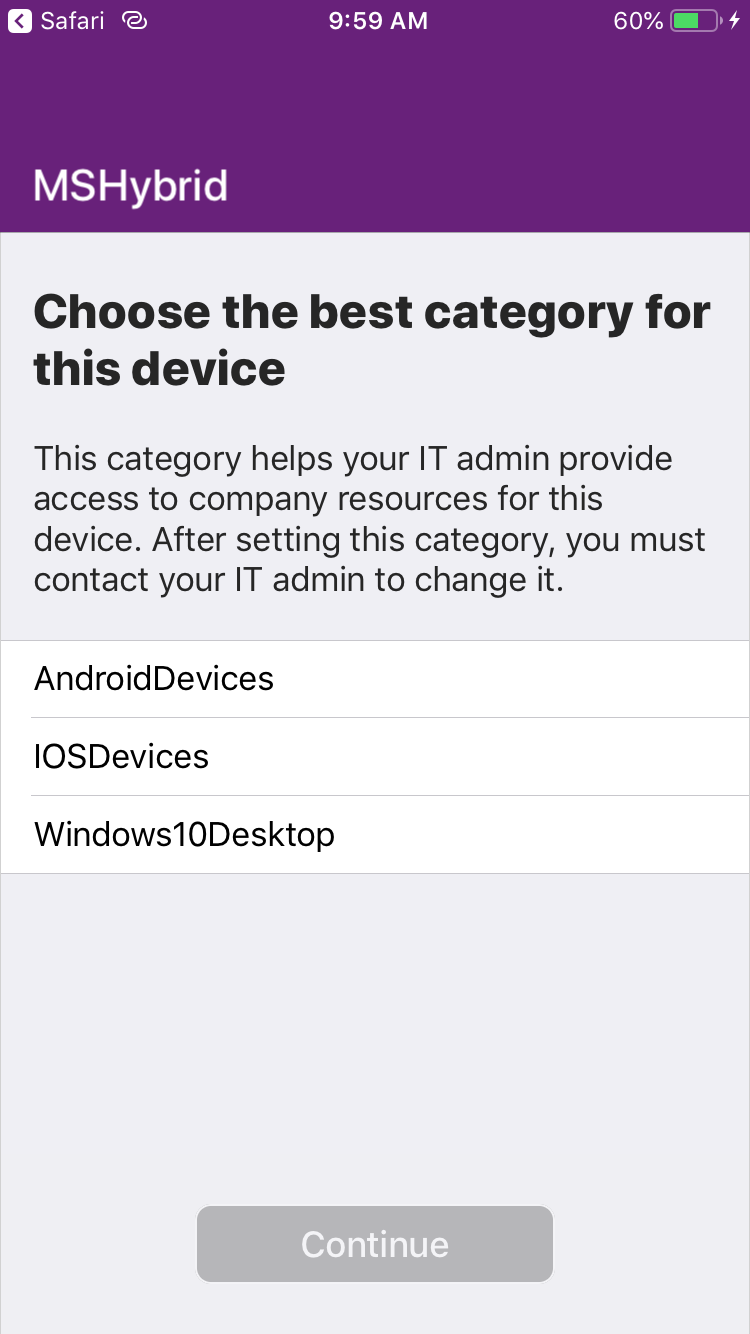 Safari 9:59 AM 60%
MSHybrid
Choose the best category for
this device
This category helps your IT admin provide
access to company resources for this
device. After setting this category, you must
contact your IT admin to change it.
AndroidDevices
IOSDevices
Windows10Desktop
Continue